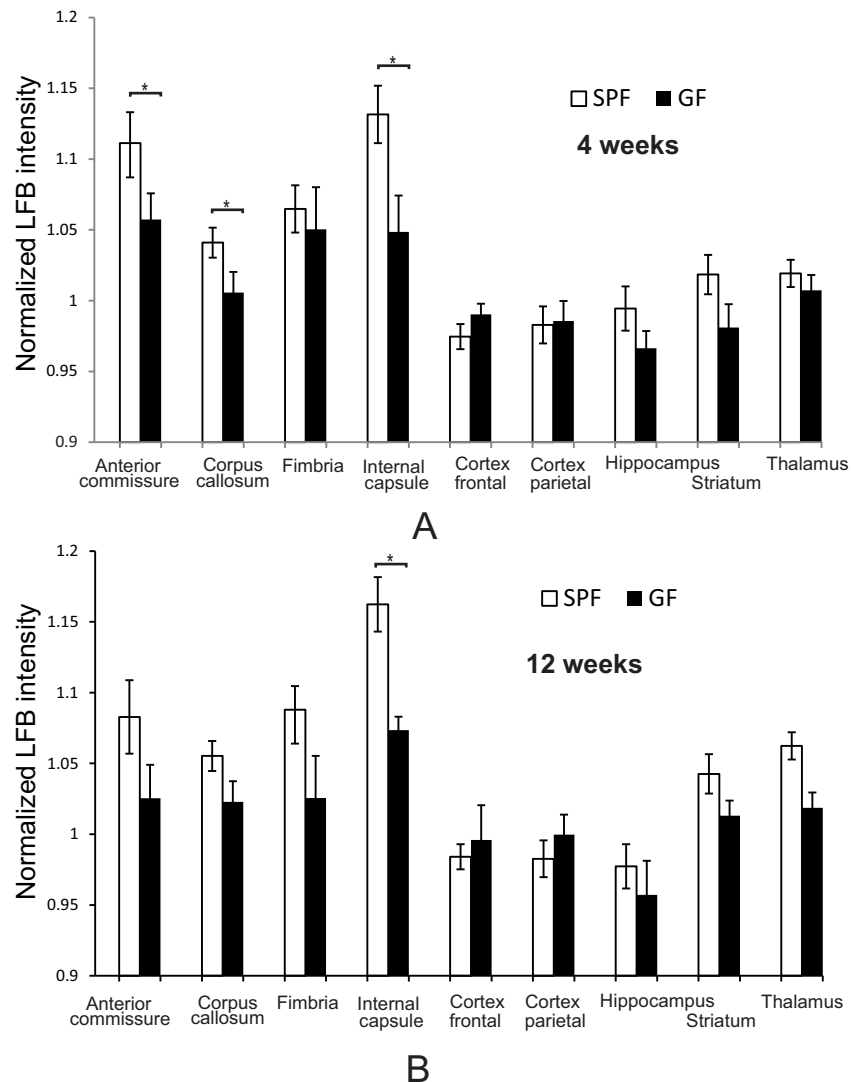 1.2
1.15
1.1
1.05
1
0.95
0.9
Normalized LFB intensity
*
*
*
SPF GF
4 weeks
Anterior commissure
Corpus callosum
Fimbria
Internal capsule
Cortex frontal
Cortex parietal
Hippocampus
Striatum
Thalamus
A
1.2
1.15
1.1
1.05
1
0.95
0.9
Normalized LFB intensity
*
SPF GF
12 weeks
Anterior commissure
Corpus callosum
Fimbria
Internal capsule
Cortex frontal
Cortex parietal
Hippocampus
Striatum
Thalamus
B